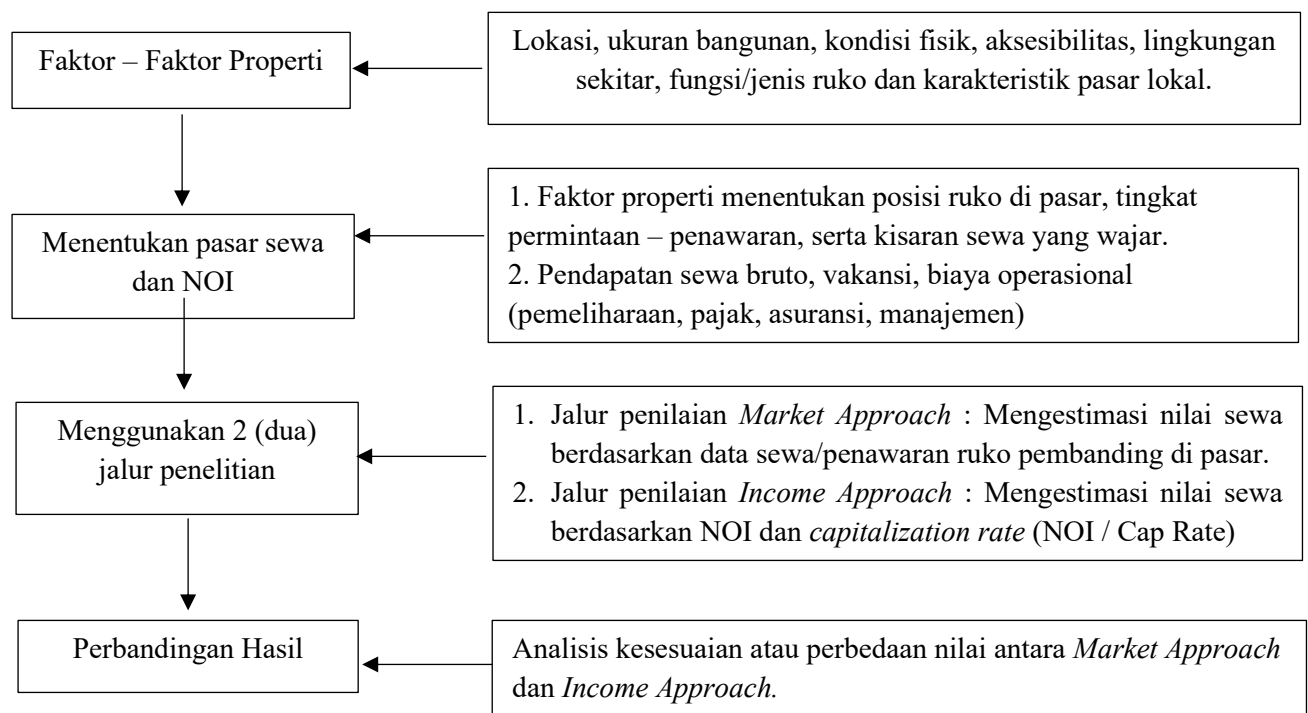 Faktor – Faktor Properti
Lokasi, ukuran bangunan, kondisi fisik, aksesibilitas, lingkungan
sekitar, fungsi/jenis ruko dan karakteristik pasar lokal.
Menentukan pasar sewa
dan NOI
1. Faktor properti menentukan posisi ruko di pasar, tingkat
permintaan – penawaran, serta kisaran sewa yang wajar.
2. Pendapatan sewa bruto, vakansi, biaya operasional
(pemeliharaan, pajak, asuransi, manajemen)
Menggunakan 2 (dua)
jalur penelitian
1. Jalur penilaian Market Approach : Mengestimasi nilai sewa
berdasarkan data sewa/penawaran ruko pembanding di pasar.
2. Jalur penilaian Income Approach : Mengestimasi nilai sewa
berdasarkan NOI dan capitalization rate (NOI / Cap Rate)
Perbandingan Hasil
Analisis kesesuaian atau perbedaan nilai antara Market Approach
dan Income Approach.